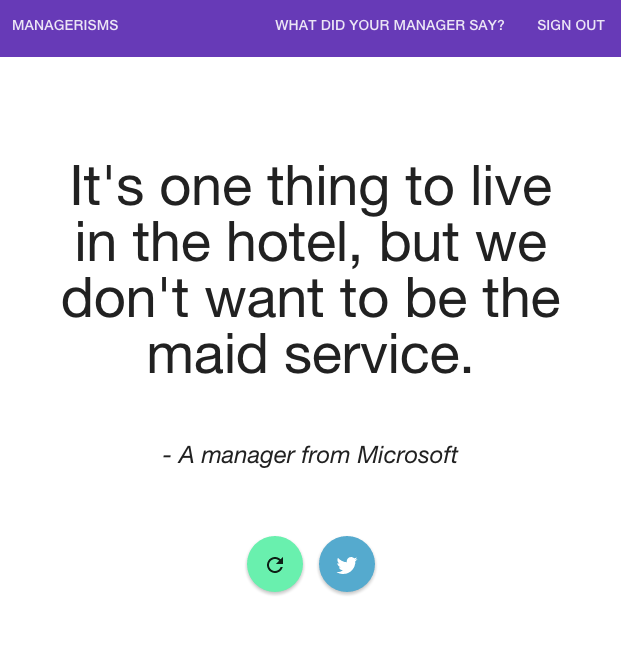 MANAGERISMS WHAT DID YOUR MANAGER SAY? SIGN OUT
It's one thing to live
in the hotel, but we
don't want to be the
maid service.
- A manager from Microsoft